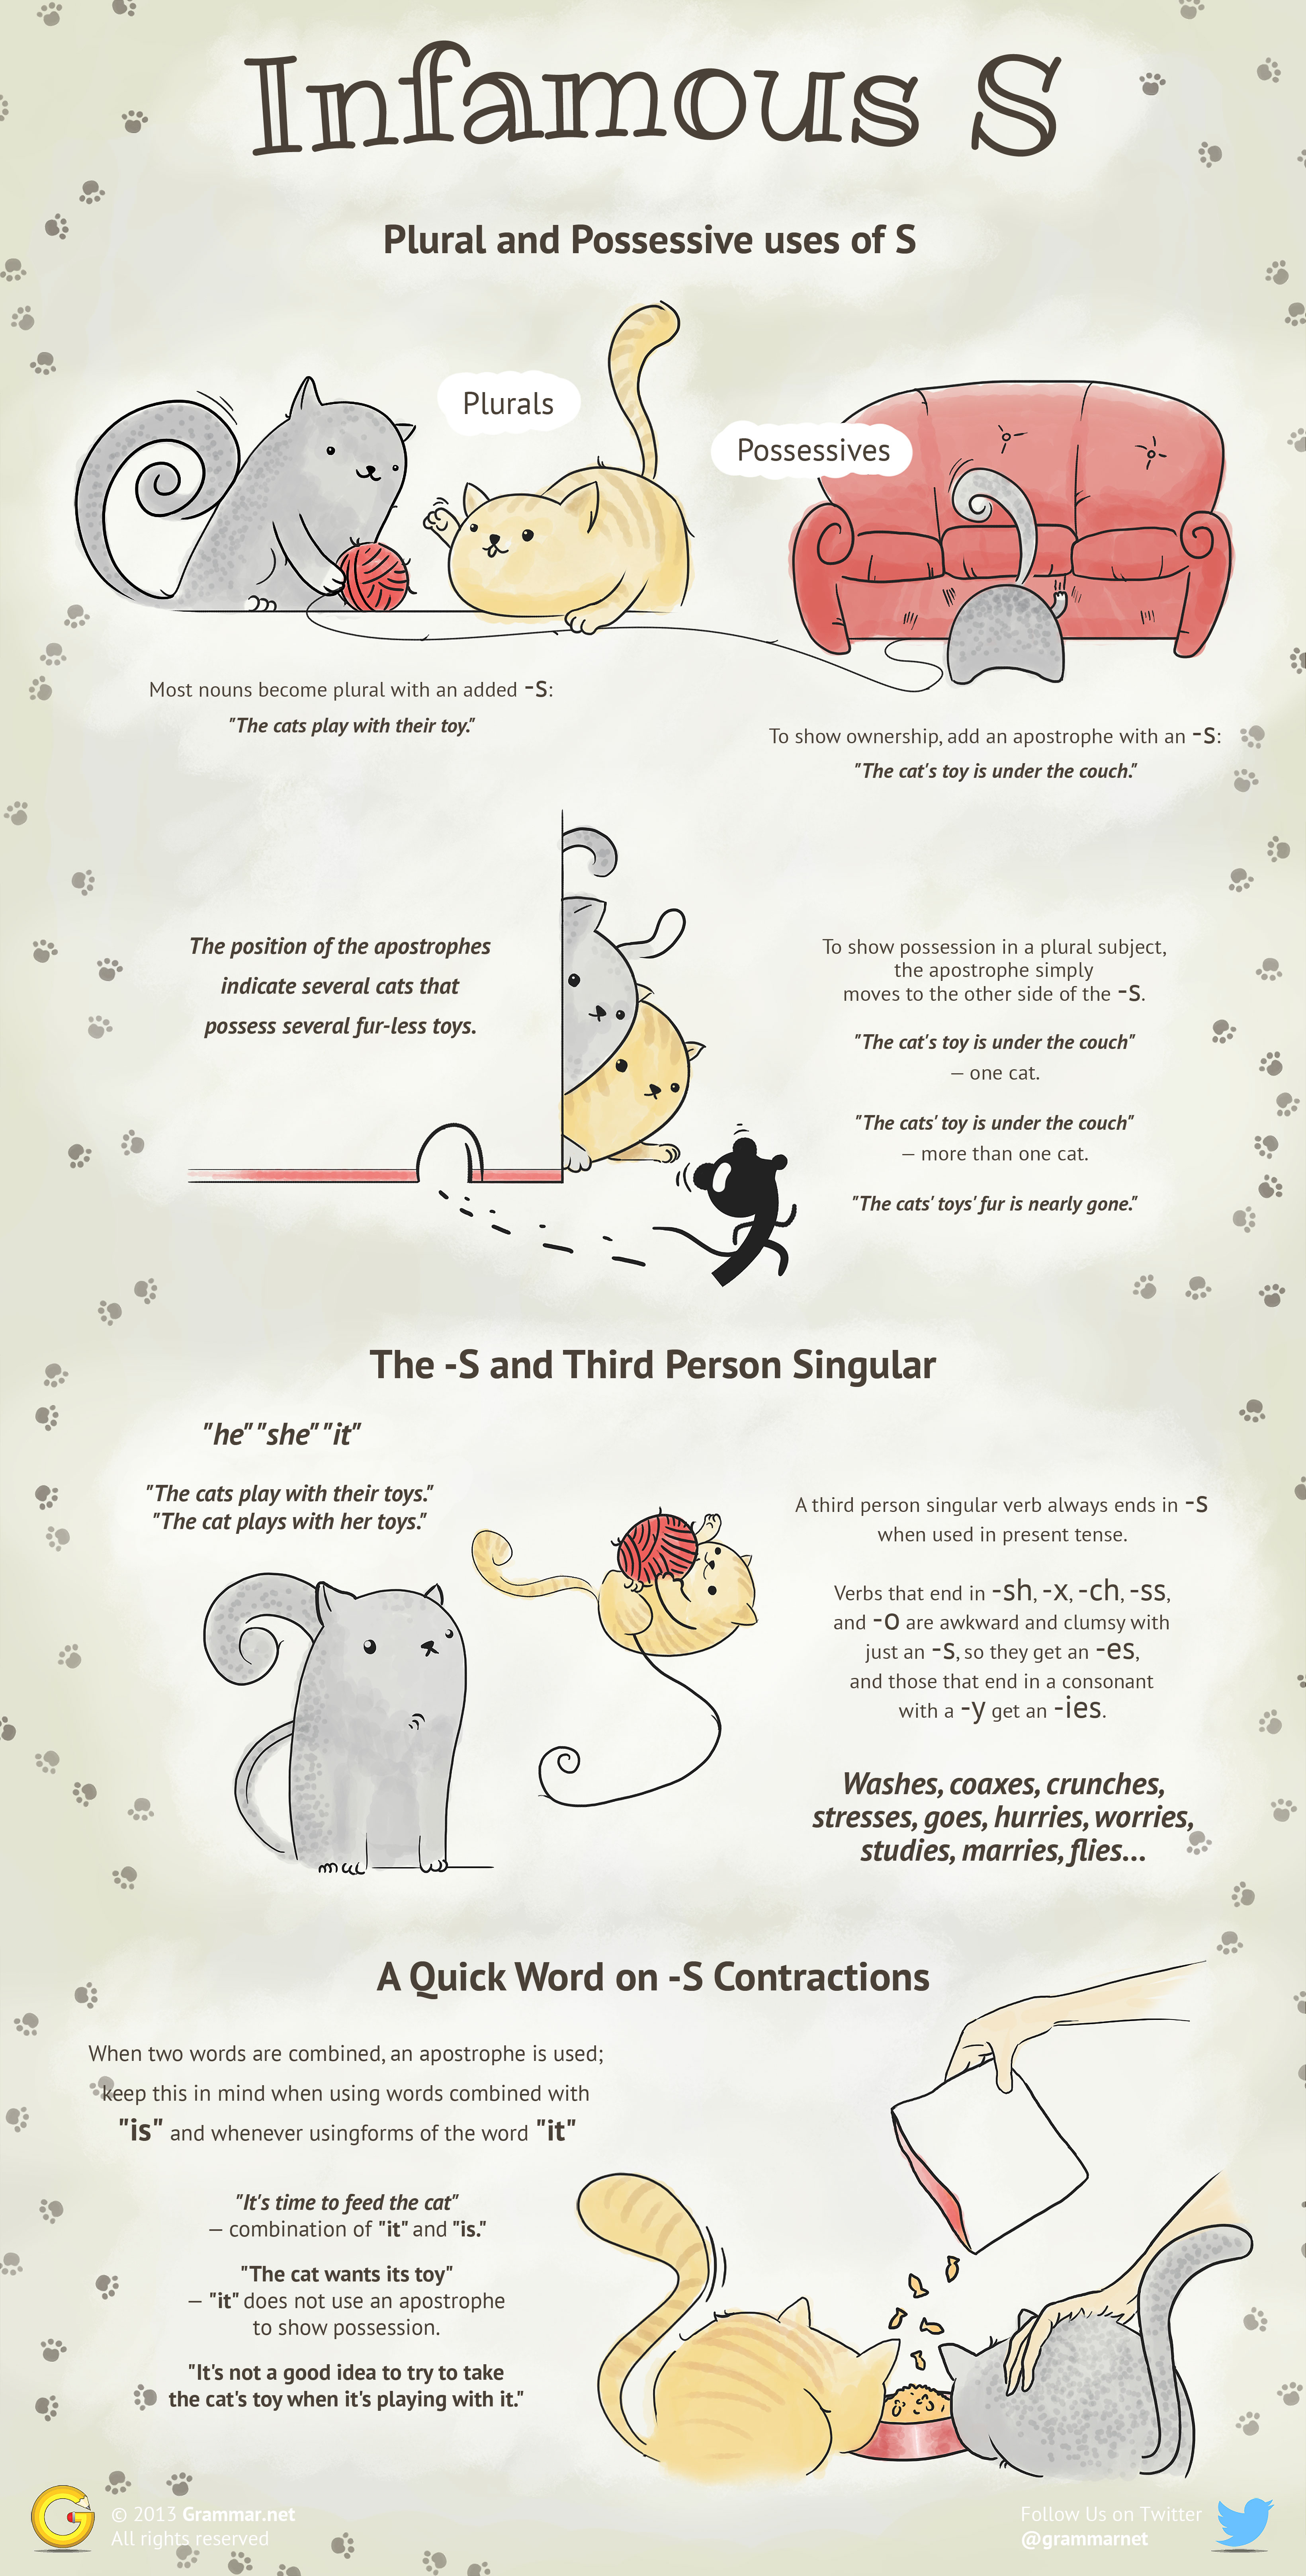 Infamous S
Plural and Possessive uses of S
Plurals
Possessives
Most nouns become plural with an added -s:
"The cats play with their toy."
To show ownership, add an apostrophe with an -s:
"The cat's toy is under the couch."
The position of the apostrophes
indicate several cats that
possess several fur-less toys.
To show possession in a plural subject,
the apostrophe simply
moves to the other side of the -s.
"The cat's toy is under the couch"
— one cat.
"The cats' toy is under the couch"
— more than one cat.
"The cats' toys' fur is nearly gone."
The -S and Third Person Singular
"he" "she" "it"
"The cats play with their toys."
"The cat plays with her toys."
A third person singular verb always ends in -s
when used in present tense.
Verbs that end in -sh, -x, -ch, -ss,
and -o are awkward and clumsy with
just an -s, so they get an -es,
and those that end in a consonant
with a -y get an -ies.
Washes, coaxes, crunches,
stresses, goes, hurries, worries,
studies, marries, flies...
A Quick Word on -S Contractions
When two words are combined, an apostrophe is used;
keep this in mind when using words combined with
"is" and whenever usingforms of the word "it"
"It's time to feed the cat"
— combination of "it" and "is."
"The cat wants its toy"
— "it" does not use an apostrophe
to show possession.
"It's not a good idea to try to take
the cat's toy when it's playing with it."
G
© 2013 Grammar.net
All rights reserved
Follow Us on Twitter
@grammarnet